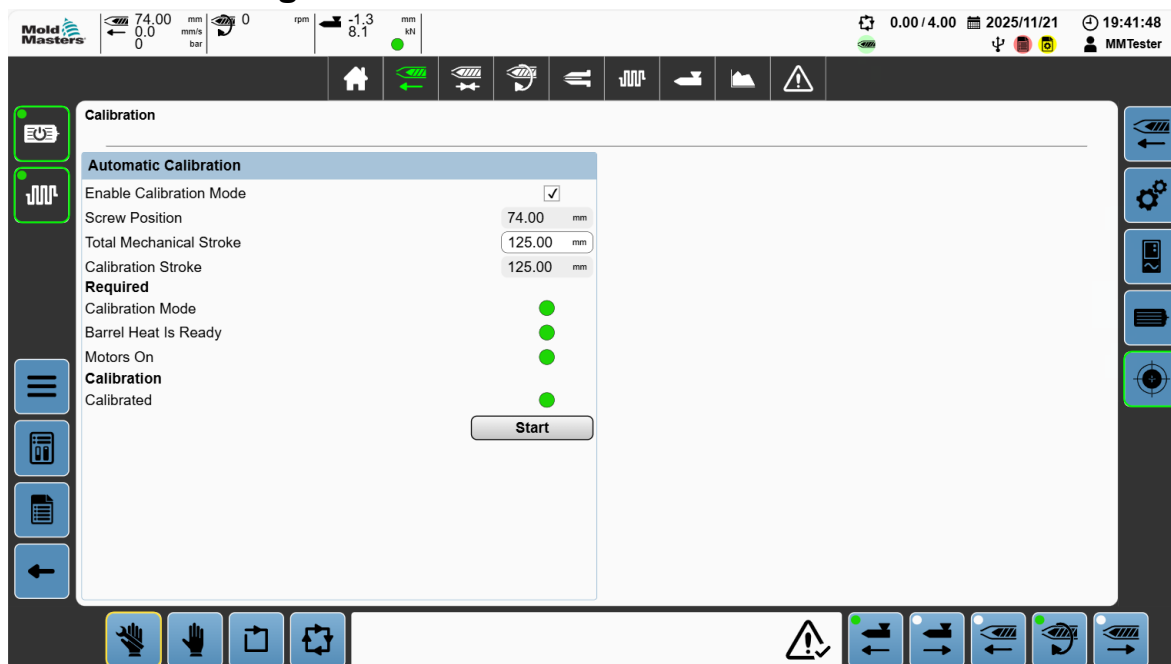 Mold
Masters
74.00 mm 0 rpm -1.3 mm
0.0 mm/s 8.1 kN
0 bar
0.00 / 4.00 2025/11/21 19:41:48
MMTester
Calibration
Automatic Calibration
Enable Calibration Mode
Screw Position 74.00 mm
Total Mechanical Stroke 125.00 mm
Calibration Stroke 125.00 mm
Required
Calibration Mode
Barrel Heat Is Ready
Motors On
Calibration
Calibrated
Start